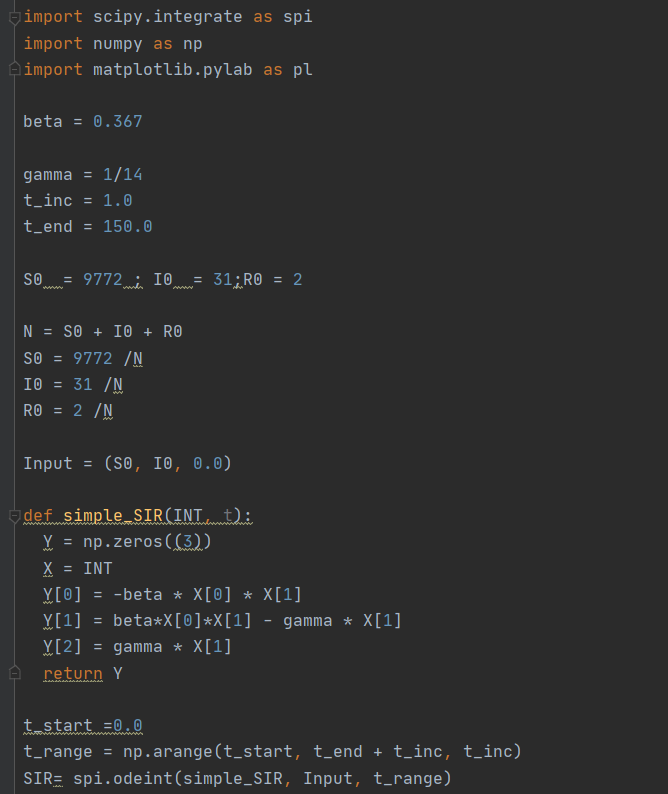 import scipy.integrate as spi
import numpy as np
import matplotlib.pylab as pl
beta = 0.367
gamma = 1/14
t_inc = 1.0
t_end = 150.0
S0  = 9772 ; I0  = 31;R0 = 2
N = S0 + I0 + R0
S0 = 9772 /N
I0 = 31 /N
R0 = 2 /N
Input = (S0, I0, 0.0)
def simple_SIR(INT, t):
  Y = np.zeros((3))
  X = INT
  Y[0] = -beta * X[0] * X[1]
  Y[1] = beta*X[0]*X[1] - gamma * X[1]
  Y[2] = gamma * X[1]
  return Y
t_start =0.0
t_range = np.arange(t_start, t_end + t_inc, t_inc)
SIR= spi.odeint(simple_SIR, Input, t_range)